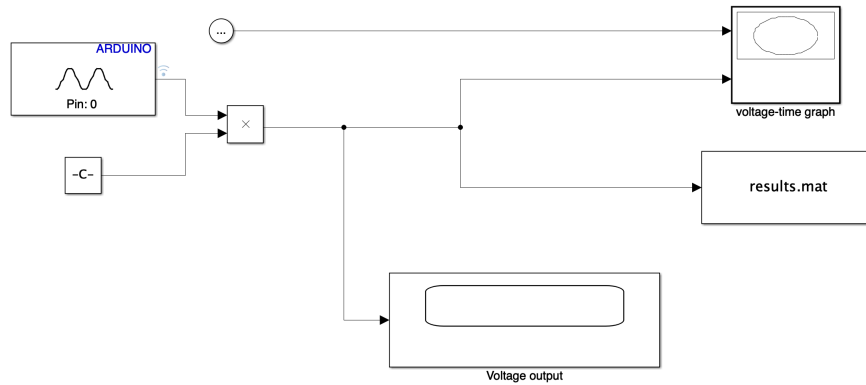 ...
ARDUINO
Pin: 0
×
-C-
voltage-time graph
results.mat
Voltage output